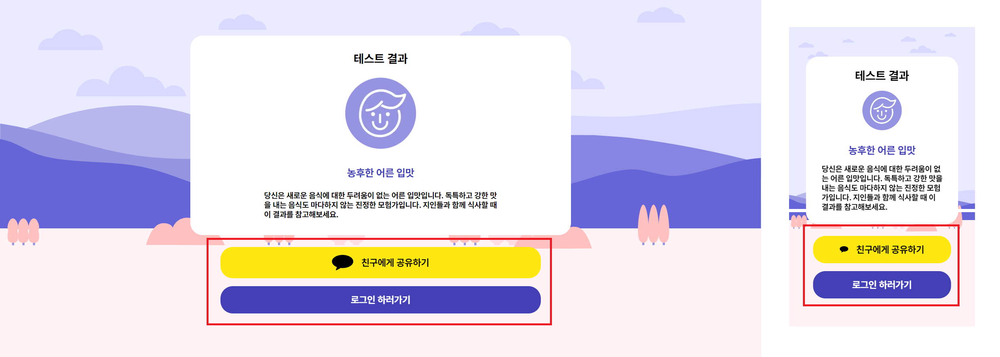 테스트 결과
농후한 어른 입맛
당신은 새로운 음식에 대한 두려움이 없는 어른 입맛입니다. 독특하고 강한 맛
을 내는 음식도 마다하지 않는 진정한 모험가입니다. 지인들과 함께 식사할 때
이 결과를 참고해보세요.
친구에게 공유하기
로그인 하러가기
테스트 결과
농후한 어른 입맛
당신은 새로운 음식에 대한 두려움이 없
는 어른 입맛입니다. 독특하고 강한 맛을
내는 음식도 마다하지 않는 진정한 모험
가입니다. 지인들과 함께 식사할 때 이
결과를 참고해보세요.
친구에게 공유하기
로그인 하러가기